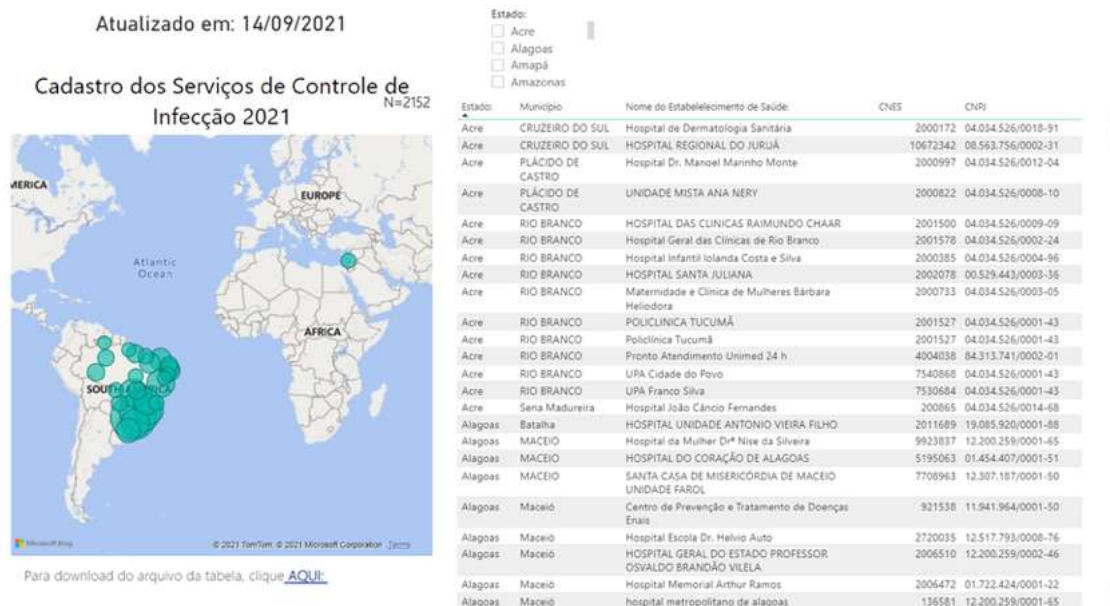 Atualizado em: 14/09/2021
Cadastro dos Serviços de Controle de
Infecção 2021
N=2152
MERICA
EUROPE
Atlantic
Ocean
AFRICA
SOUTH AMERICA
Microsoft Bing
© 2021 TomTom, © 2021 Microsoft Corporation Terms
Para download do arquivo da tabela, clique AQUI:
Estado:
Acre
Alagoas
Amapá
Amazonas
Estado Município Nome do Estabelelecimento de Saúde: CNES CNPJ
Acre CRUZEIRO DO SUL Hospital de Dermatologia Sanitária 2000172 04.034.526/0018-91
Acre CRUZEIRO DO SUL HOSPITAL REGIONAL DO JURUÁ 10672342 08.563.756/0002-31
Acre PLÁCIDO DE Hospital Dr. Manoel Marinho Monte 2000997 04.034.526/0012-04
CASTRO
Acre PLÁCIDO DE UNIDADE MISTA ANA NERY 2000822 04.034.526/0008-10
CASTRO
Acre RIO BRANCO HOSPITAL DAS CLINICAS RAIMUNDO CHAAR 2001500 04.034.526/0009-09
Acre RIO BRANCO Hospital Geral das Clínicas de Rio Branco 2001578 04.034.526/0002-24
Acre RIO BRANCO Hospital Infantil Iolanda Costa e Silva 2000385 04.034.526/0004-96
Acre RIO BRANCO HOSPITAL SANTA JULIANA 2002078 00.529.443/0003-36
Acre RIO BRANCO Maternidade e Clínica de Mulheres Bárbara 2000733 04.034.526/0003-05
Heliodora
Acre RIO BRANCO POLICLINICA TUCUMÃ 2001527 04.034.526/0001-43
Acre RIO BRANCO Policlínica Tucumã 2001527 04.034.526/0001-43
Acre RIO BRANCO Pronto Atendimento Unimed 24 h 4004038 84.313.741/0002-01
Acre RIO BRANCO UPA Cidade do Povo 7540868 04.034.526/0001-43
Acre RIO BRANCO UPA Franco Silva 7530684 04.034.526/0001-43
Acre Sena Madureira Hospital João Câncio Fernandes 200865 04.034.526/0014-68
Alagoas Batalha HOSPITAL UNIDADE ANTONIO VIEIRA FILHO 2011689 19.085.920/0001-88
Alagoas MACEIO Hospital da Mulher Drª Nise da Silveira 9923837 12.200.259/0001-65
Alagoas MACEIO HOSPITAL DO CORAÇÃO DE ALAGOAS 5195063 01.454.407/0001-51
Alagoas MACEIO SANTA CASA DE MISERICÓRDIA DE MACEIO 7708963 12.307.187/0001-50
UNIDADE FAROL
Alagoas Maceió Centro de Prevenção e Tratamento de Doenças 921538 11.941.964/0001-50
Enais
Alagoas Maceió Hospital Escola Dr. Helvio Auto 2720035 12.517.793/0008-76
Alagoas Maceió HOSPITAL GERAL DO ESTADO PROFESSOR 2006510 12.200.259/0002-46
OSVALDO BRANDÃO VILELA
Alagoas Maceió Hospital Memorial Arthur Ramos 2006472 01.722.424/0001-22
Alagoas Maceió hospital metropolitano de alagoas 136581 12.200.259/0001-65